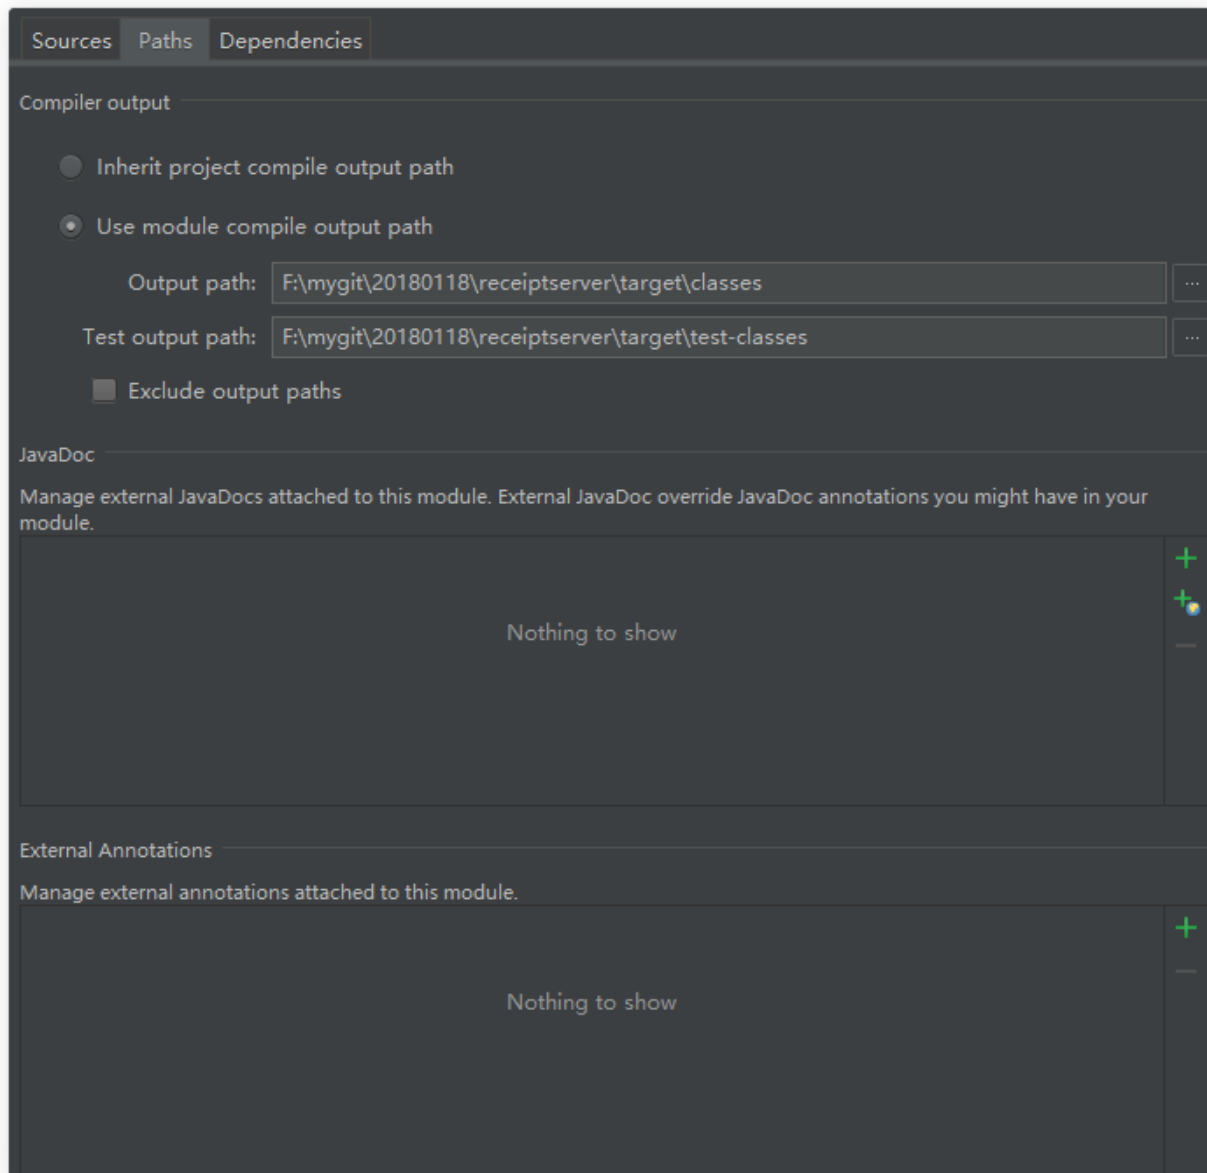 Sources Paths Dependencies
Compiler output
Inherit project compile output path
Use module compile output path
Output path: F:\mygit\20180118\receiptserver\target\classes ...
Test output path: F:\mygit\20180118\receiptserver\target\test-classes ...
Exclude output paths
JavaDoc
Manage external JavaDocs attached to this module. External JavaDoc override JavaDoc annotations you might have in your
module.
Nothing to show
External Annotations
Manage external annotations attached to this module.
Nothing to show